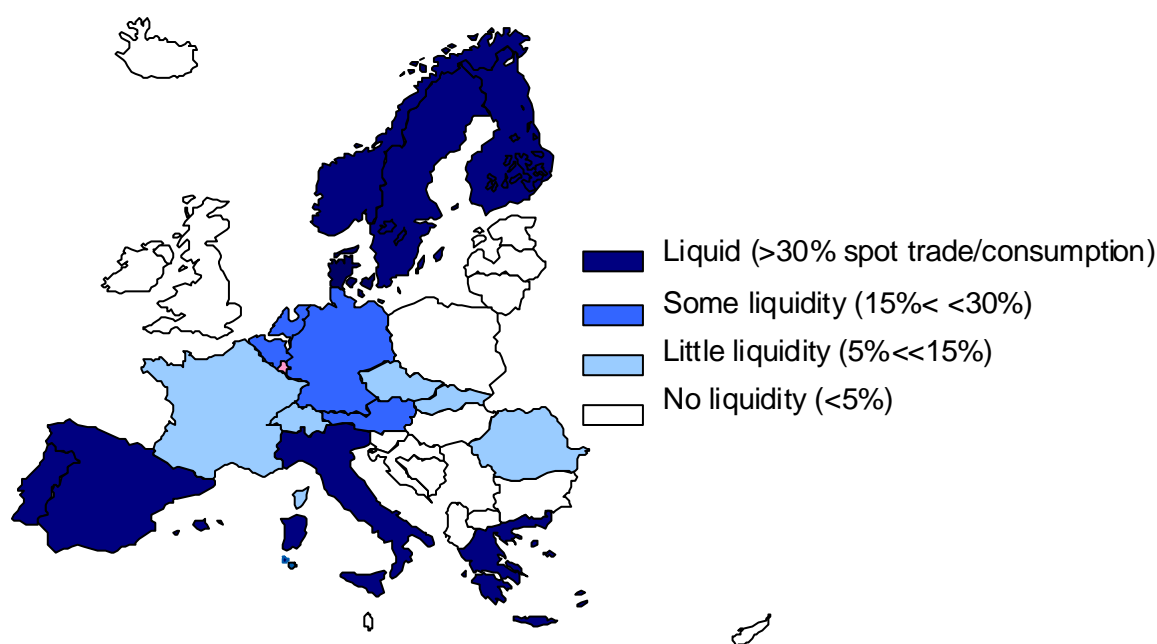 Liquid (>30% spot trade/consumption)
Some liquidity (15%< <30%)
Little liquidity (5%<<15%)
No liquidity (<5%)